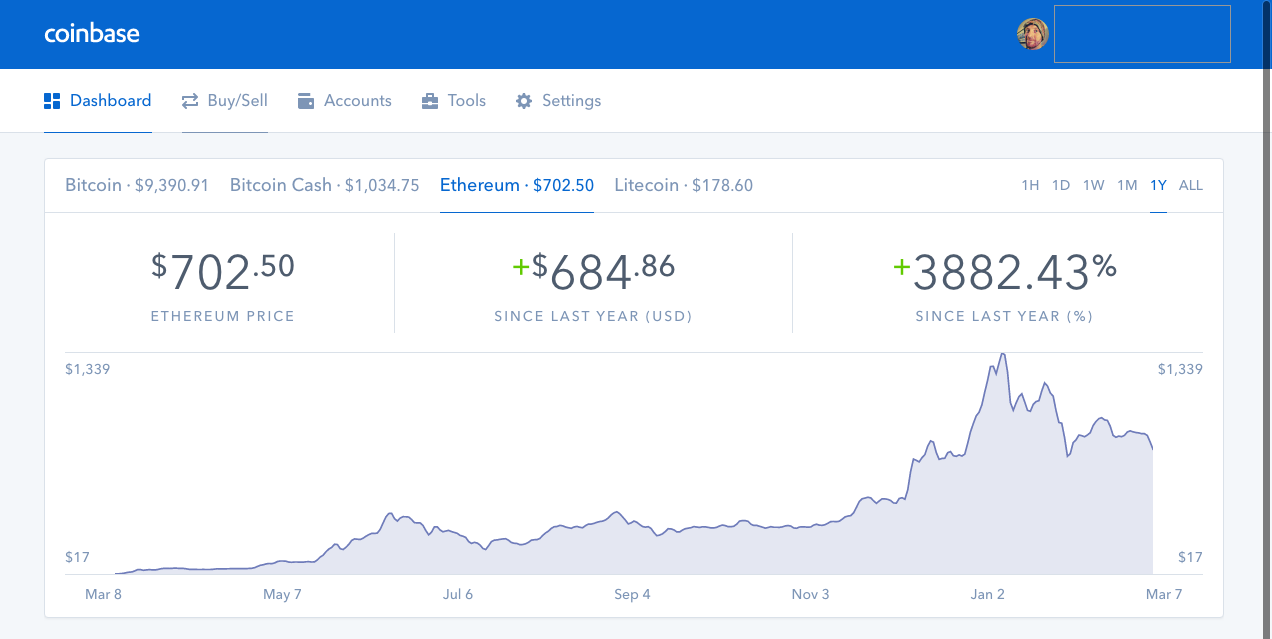 coinbase
Dashboard Buy/Sell Accounts Tools Settings
Bitcoin · $9,390.91 Bitcoin Cash · $1,034.75 Ethereum · $702.50 Litecoin · $178.60 1H 1D 1W 1M 1Y ALL
$702.50 +$684.86 +3882.43%
ETHEREUM PRICE SINCE LAST YEAR (USD) SINCE LAST YEAR (%)
$1,339 $1,339
$17 $17
Mar 8 May 7 Jul 6 Sep 4 Nov 3 Jan 2 Mar 7